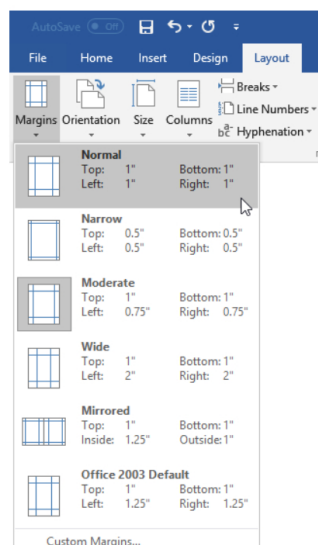 AutoSave Off
File Home Insert Design Layout
Breaks
Line Numbers
Margins Orientation Size Columns bc Hyphenation
Normal
Top: 1" Bottom: 1"
Left: 1" Right: 1"
Narrow
Top: 0.5" Bottom: 0.5"
Left: 0.5" Right: 0.5"
Moderate
Top: 1" Bottom: 1"
Left: 0.75" Right: 0.75"
Wide
Top: 1" Bottom: 1"
Left: 2" Right: 2"
Mirrored
Top: 1" Bottom: 1"
Inside: 1.25" Outside: 1"
Office 2003 Default
Top: 1" Bottom: 1"
Left: 1.25" Right: 1.25"
Custom Margins...